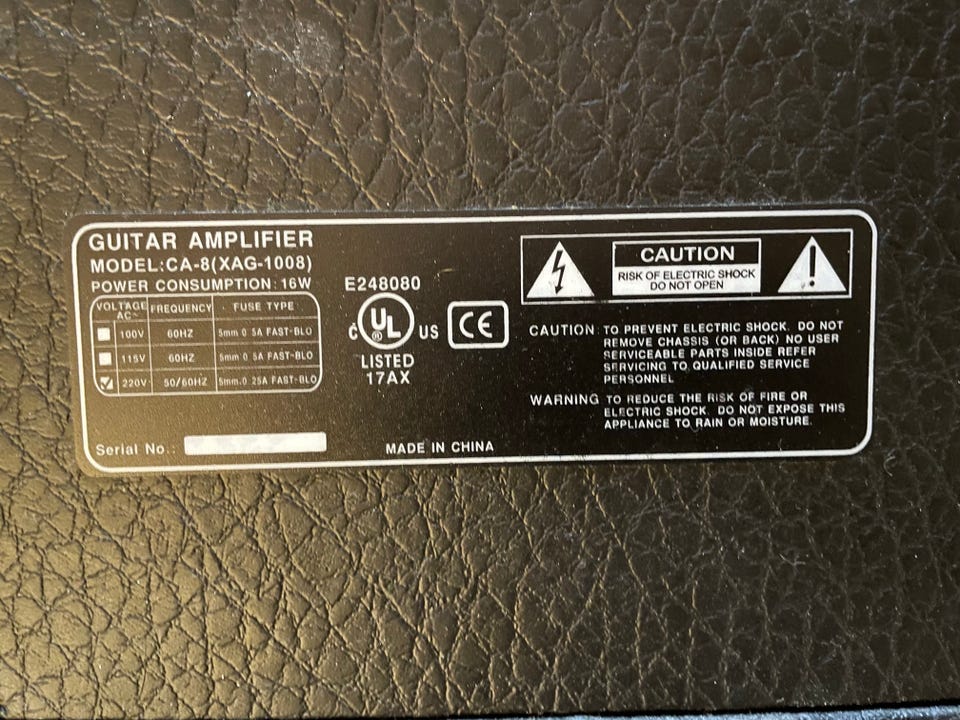 GUITAR AMPLIFIER
MODEL:CA-8(XAG-1008)
POWER CONSUMPTION: 16W
VOLTAGE AC~ FREQUENCY FUSE TYPE
100V 60HZ 5mm 0 5A FAST-BLO
115V 60HZ 5mm 0 5A FAST-BLO
220V 50/60HZ 5mm.0 25A FAST-BLO
Serial No.:
E248080
C UL ® US
LISTED
17AX
CE
MADE IN CHINA
CAUTION
RISK OF ELECTRIC SHOCK
DO NOT OPEN
CAUTION: TO PREVENT ELECTRIC SHOCK. DO NOT
REMOVE CHASSIS (OR BACK) NO USER
SERVICEABLE PARTS INSIDE REFER
SERVICING TO QUALIFIED SERVICE
PERSONNEL
WARNING TO REDUCE THE RISK OF FIRE OR
ELECTRIC SHOCK. DO NOT EXPOSE THIS
APPLIANCE TO RAIN OR MOISTURE.